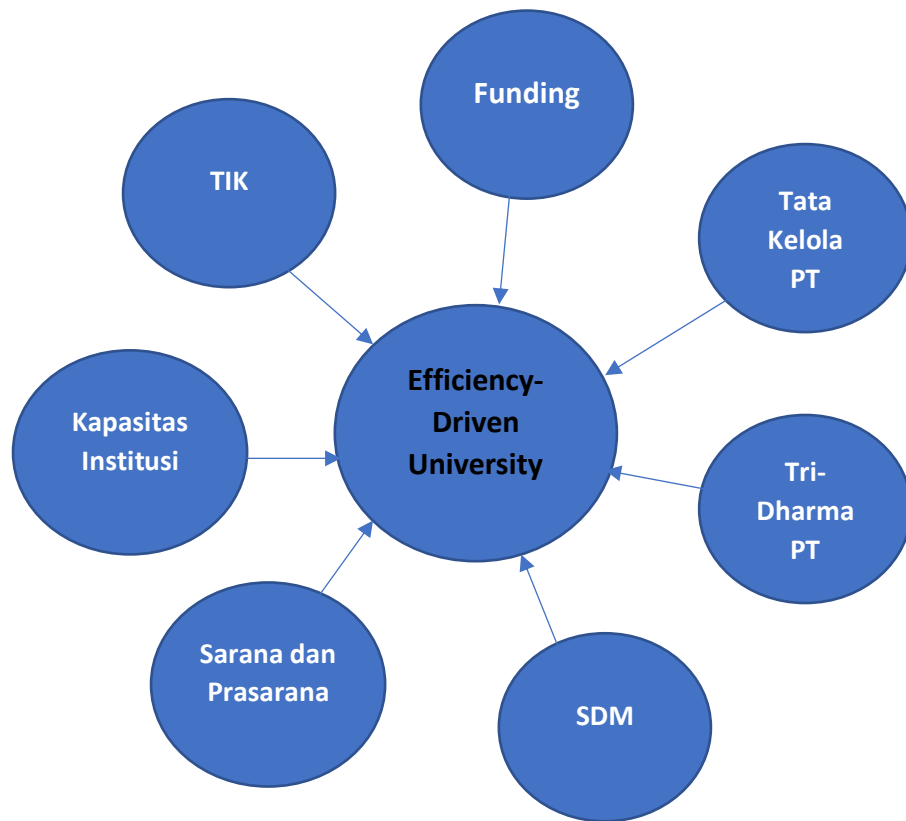 Funding
TIK
Tata
Kelola
PT
Efficiency-
Driven
University
Kapasitas
Institusi
Tri-
Dharma
PT
Sarana dan
Prasarana
SDM